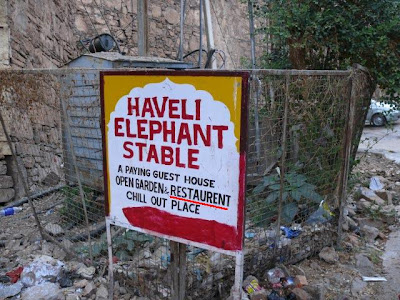 HAVELI
ELEPHANT
STABLE
A PAYING GUEST HOUSE
OPEN GARDEN & RESTAURENT
CHILL OUT PLACE